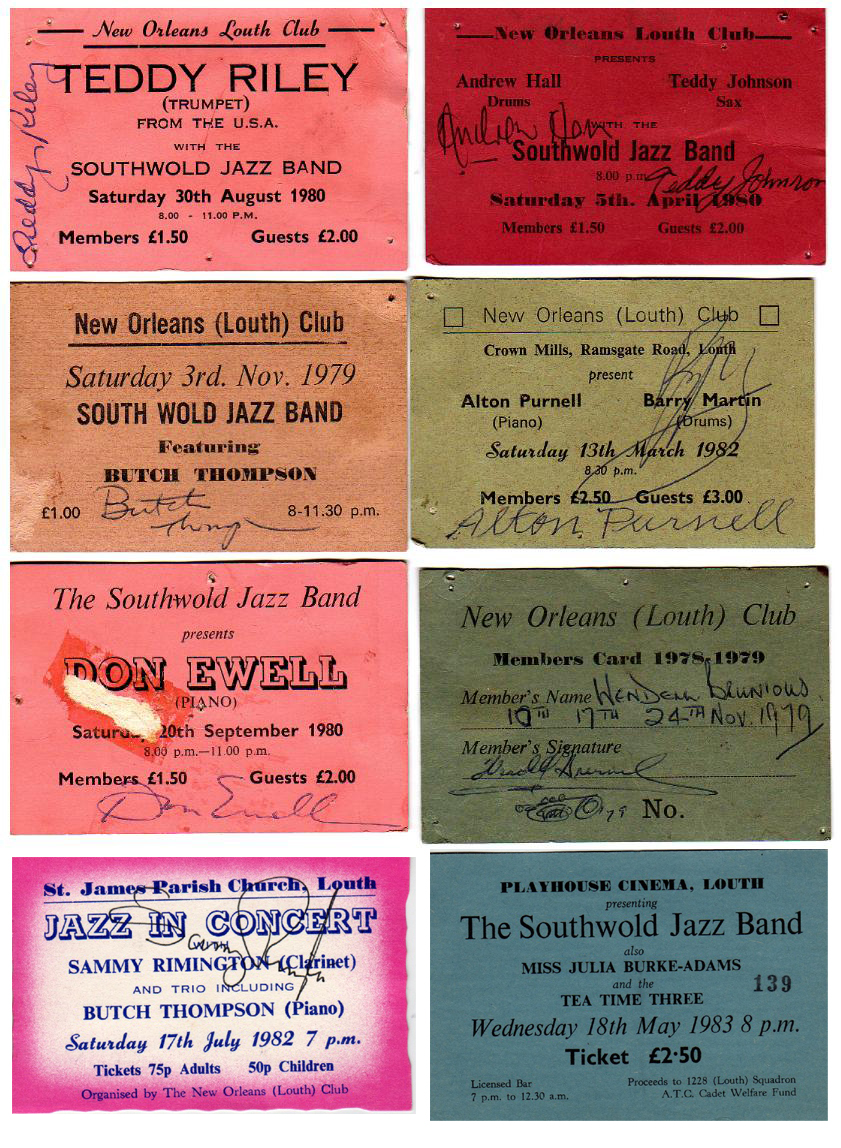 New Orleans Louth Club
TEDDY RILEY
(TRUMPET)
FROM THE U.S.A.
WITH THE
SOUTHWOLD JAZZ BAND
Saturday 30th August 1980
8.00 - 11.00 P.M.
Members £1.50 Guests £2.00
Teddy Riley
New Orleans Louth Club
PRESENTS
Andrew Hall Teddy Johnson
Drums Sax
Andrew Hall
WITH THE
Southwold Jazz Band
8.00 p.m.
Teddy Johnson
Saturday 5th. April 1980
Members £1.50 Guests £2.00
New Orleans (Louth) Club
Saturday 3rd. Nov. 1979
SOUTH WOLD JAZZ BAND
Featuring
BUTCH THOMPSON
£1.00 8-11.30 p.m.
Butch
Thompson
New Orleans (Louth) Club
Crown Mills, Ramsgate Road, Louth
present
Alton Purnell Barry Martin
(Piano) (Drums)
Saturday 13th March 1982
8.30 p.m.
Members £2.50 Guests £3.00
Alton Purnell
The Southwold Jazz Band
presents
DON EWELL
(PIANO)
Saturday 20th September 1980
8.00 p.m.—11.00 p.m.
Members £1.50 Guests £2.00
Don Ewell
New Orleans (Louth) Club
Members Card 1978-1979
Member's Name WENDELL BRUNIOUS.
10TH 17TH 24TH NOV. 1979
Member's Signature
No.
St. James Parish Church, Louth
JAZZ IN CONCERT
SAMMY RIMINGTON (Clarinet)
AND TRIO INCLUDING
BUTCH THOMPSON (Piano)
Saturday 17th July 1982 7 p.m.
Tickets 75p Adults 50p Children
Organised by The New Orleans (Louth) Club
PLAYHOUSE CINEMA, LOUTH
presenting
The Southwold Jazz Band
also
MISS JULIA BURKE-ADAMS
and the
TEA TIME THREE
139
Wednesday 18th May 1983 8 p.m.
Ticket £2·50
Licensed Bar
7 p.m. to 12.30 a.m.
Proceeds to 1228 (Louth) Squadron
A.T.C. Cadet Welfare Fund